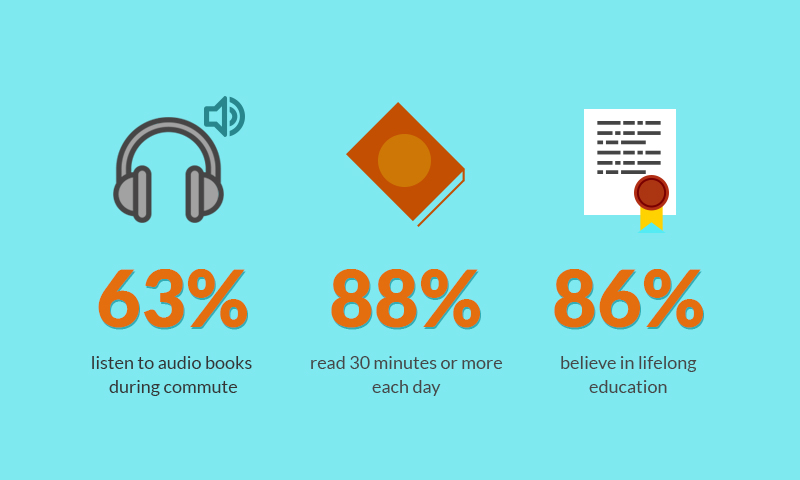 63%
listen to audio books
during commute
88%
read 30 minutes or more
each day
86%
believe in lifelong
education